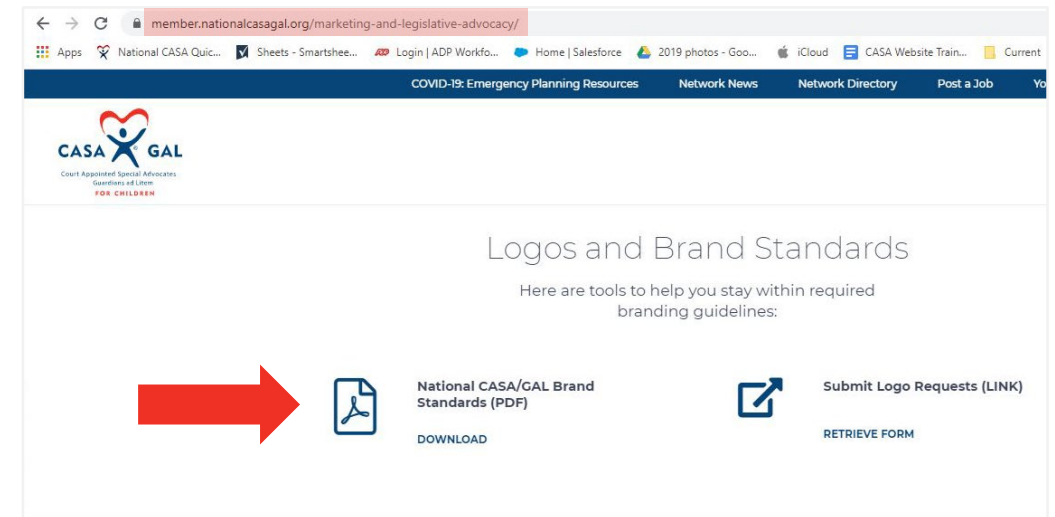 member.nationalcasagal.org/marketing-and-legislative-advocacy/
Apps National CASA Quic... Sheets - Smartshee... Login | ADP Workfo... Home | Salesforce 2019 photos - Goo... iCloud CASA Website Train... Current
COVID-19: Emergency Planning Resources Network News Network Directory Post a Job Yo
CASA GAL
Court Appointed Special Advocates
Guardians ad Litem
FOR CHILDREN
Logos and Brand Standards
Here are tools to help you stay within required
branding guidelines:
National CASA/GAL Brand
Standards (PDF)
DOWNLOAD
Submit Logo Requests (LINK)
RETRIEVE FORM